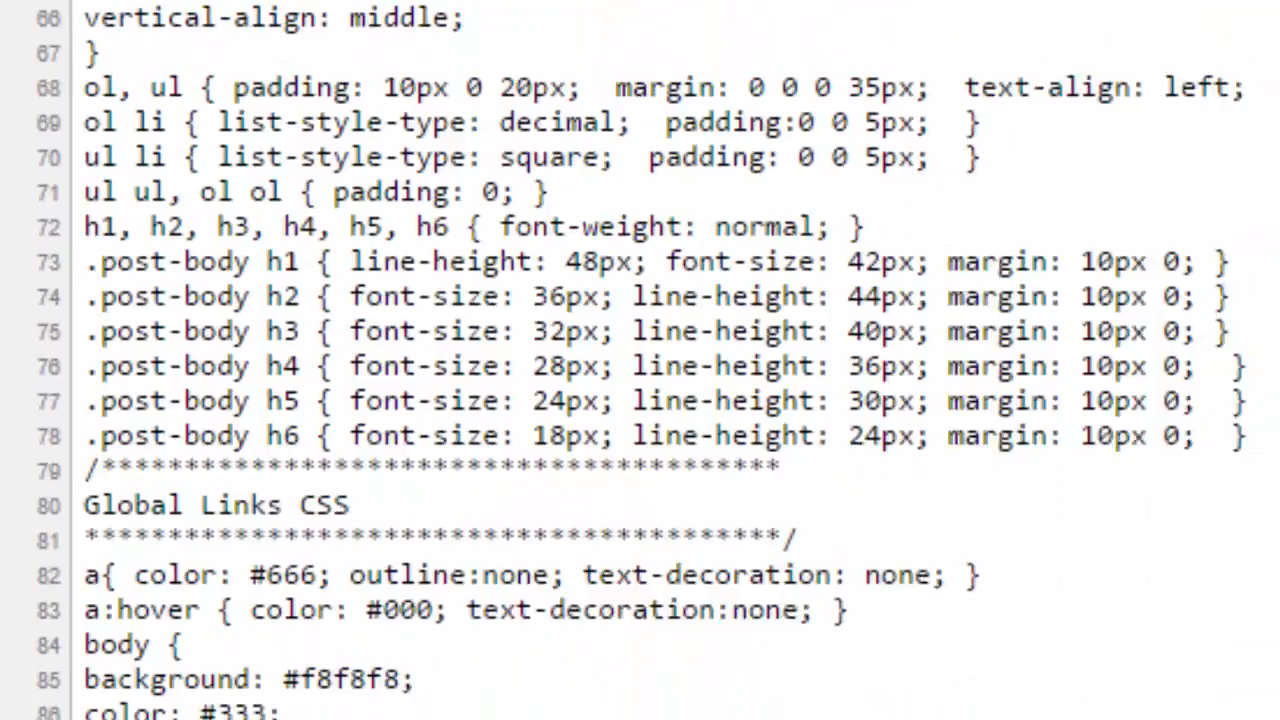 66 vertical-align: middle;
67 }
68 ol, ul { padding: 10px 0 20px;  margin: 0 0 0 35px;  text-align: left;
69 ol li { list-style-type: decimal;  padding:0 0 5px;  }
70 ul li { list-style-type: square;  padding: 0 0 5px;  }
71 ul ul, ol ol { padding: 0; }
72 h1, h2, h3, h4, h5, h6 { font-weight: normal; }
73 .post-body h1 { line-height: 48px; font-size: 42px; margin: 10px 0; }
74 .post-body h2 { font-size: 36px; line-height: 44px; margin: 10px 0; }
75 .post-body h3 { font-size: 32px; line-height: 40px; margin: 10px 0; }
76 .post-body h4 { font-size: 28px; line-height: 36px; margin: 10px 0;  }
77 .post-body h5 { font-size: 24px; line-height: 30px; margin: 10px 0;  }
78 .post-body h6 { font-size: 18px; line-height: 24px; margin: 10px 0;  }
79 /*****************************************
80 Global Links CSS
81 ******************************************/
82 a{ color: #666; outline:none; text-decoration: none; }
83 a:hover { color: #000; text-decoration:none; }
84 body {
85 background: #f8f8f8;
86 color: #333;